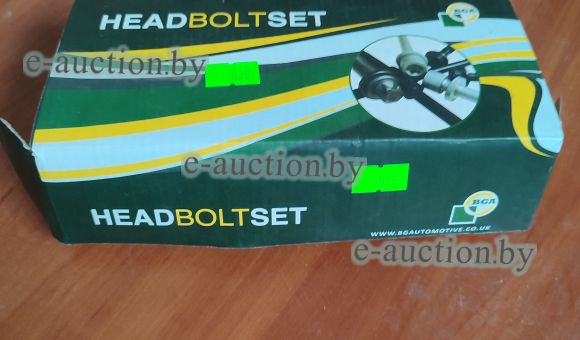 HEADBOLTSET
BGA
e-auction.by
e-auction.by
HEADBOLTSET
BGA
WWW.BGAUTOMOTIVE.CO.UK
e-auction.by